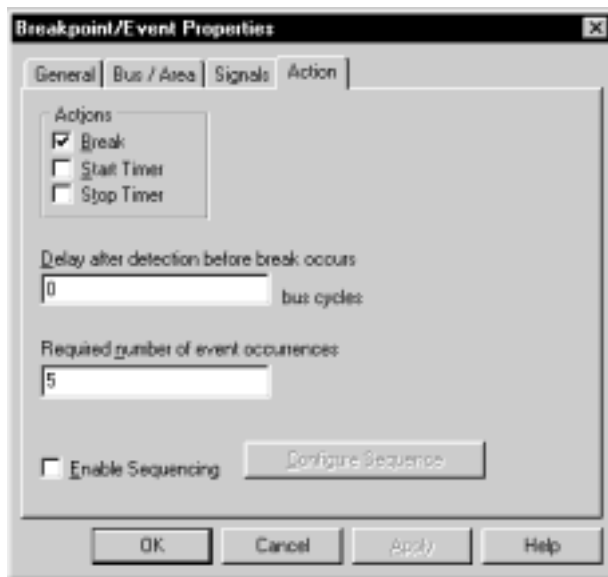 Breakpoint/Event Properties
General Bus / Area Signals Action
Actions
Break
Start Timer
Stop Timer
Delay after detection before break occurs
0 bus cycles
Required number of event occurrences
5
Enable Sequencing Configure Sequence
OK Cancel Apply Help